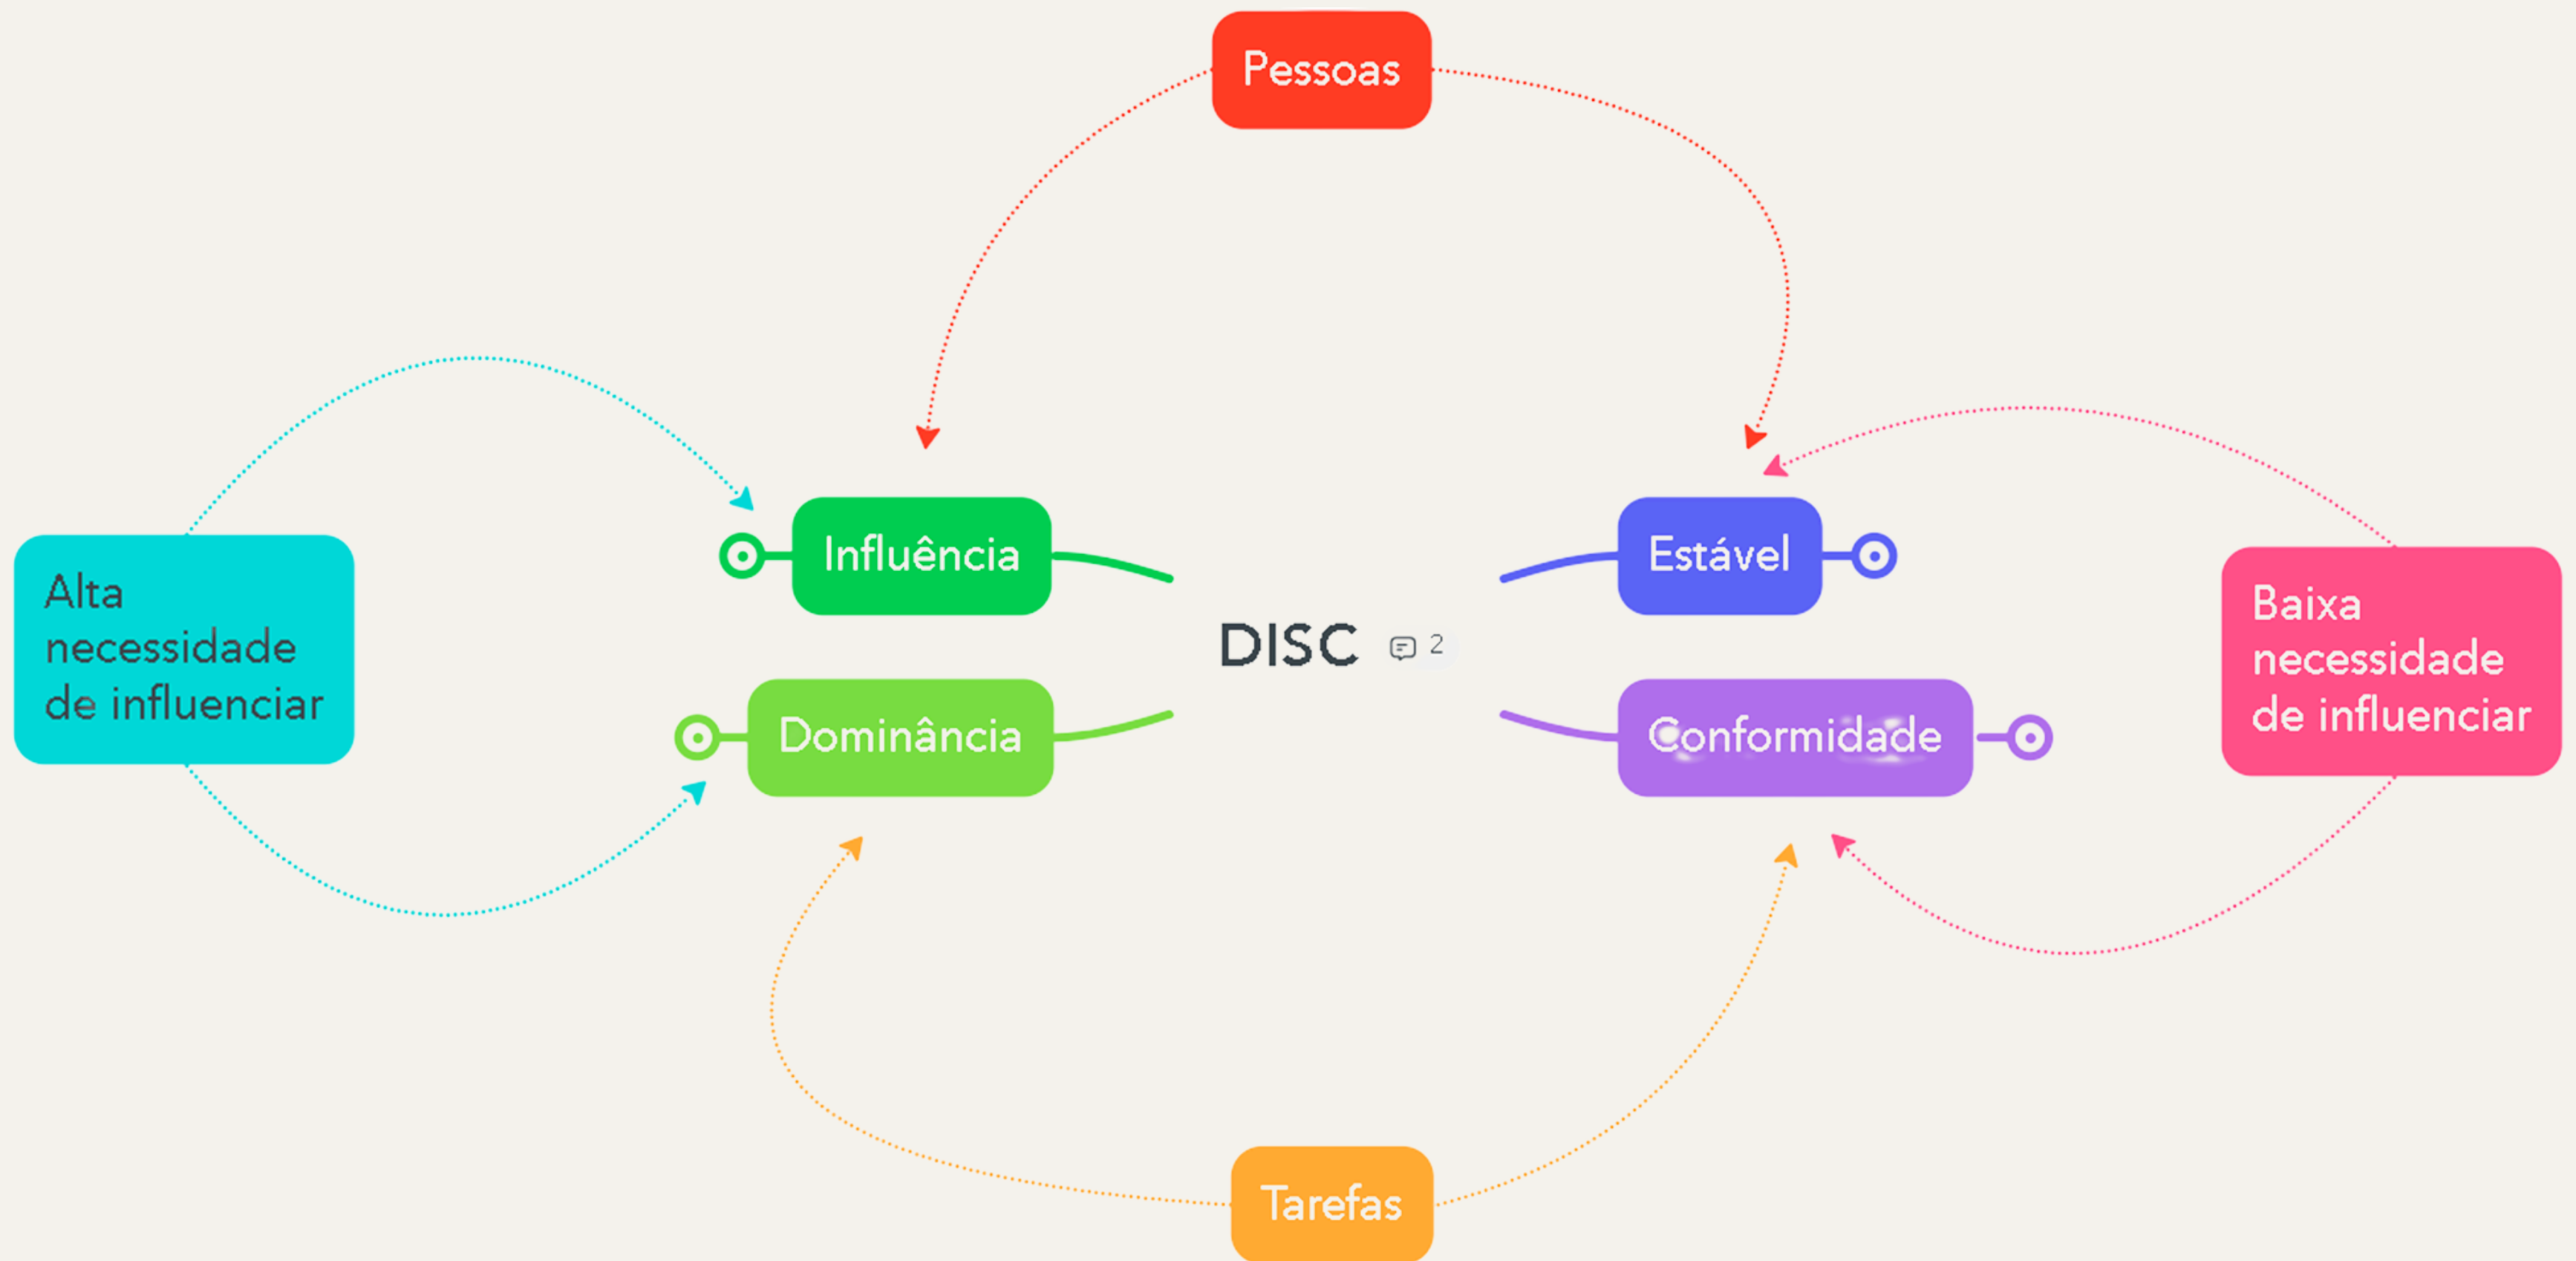 Pessoas
Influência
Estável
Alta
necessidade
de influenciar
DISC 2
Baixa
necessidade
de influenciar
Dominância
Conformidade
Tarefas